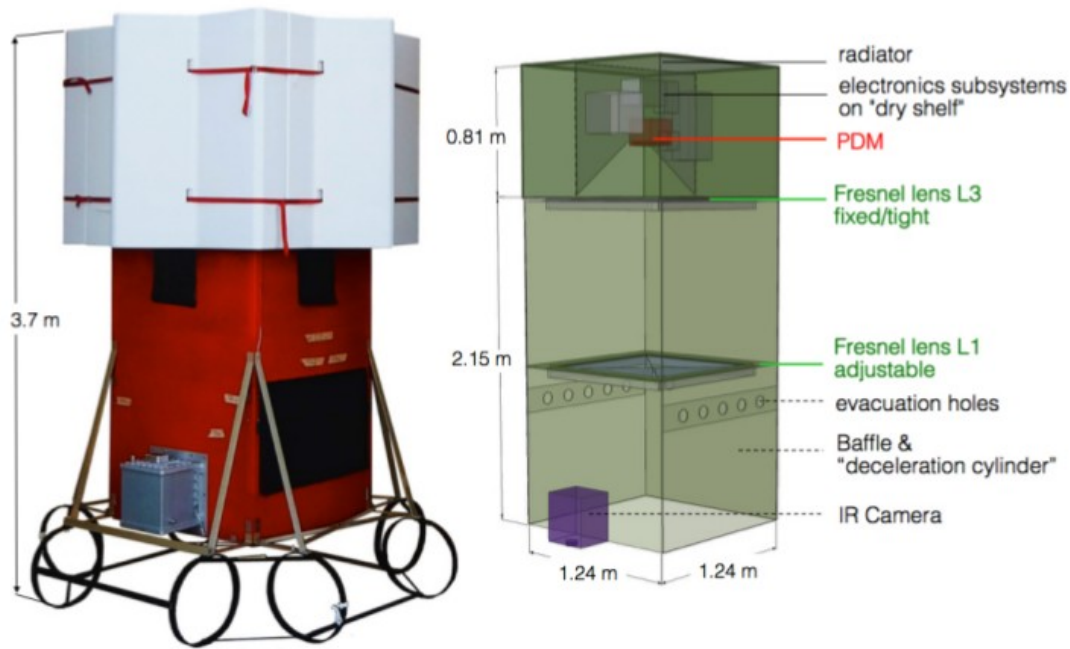 3.7 m
0.81 m
2.15 m
1.24 m
1.24 m
radiator
electronics subsystems
on "dry shelf"
PDM
Fresnel lens L3
fixed/tight
Fresnel lens L1
adjustable
evacuation holes
Baffle &
“deceleration cylinder”
IR Camera